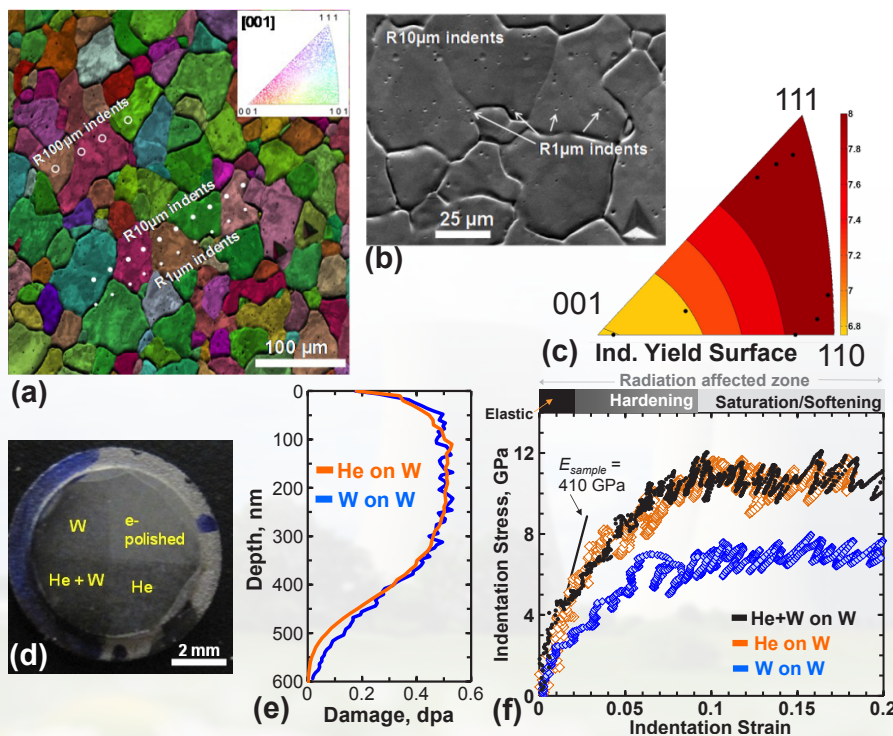 [001]
111
001
101
R100µm indents
R10µm indents
R1µm indents
100 µm
(a)
R10µm indents
R1µm indents
25 µm
(b)
111
001
110
8
7.8
7.6
7.4
7.2
7
6.8
(c) Ind. Yield Surface
W
e-
polished
He + W
He
2 mm
(d)
0
100
200
300
400
500
600
Depth, nm
He on W
W on W
0
0.2
0.4
0.6
Damage, dpa
(e)
Radiation affected zone
Elastic
Hardening
Saturation/Softening
12
8
4
0
Indentation Stress, GPa
E sample =
410 GPa
He+W on W
He on W
W on W
0
0.05
0.1
0.15
0.2
Indentation Strain
(f)